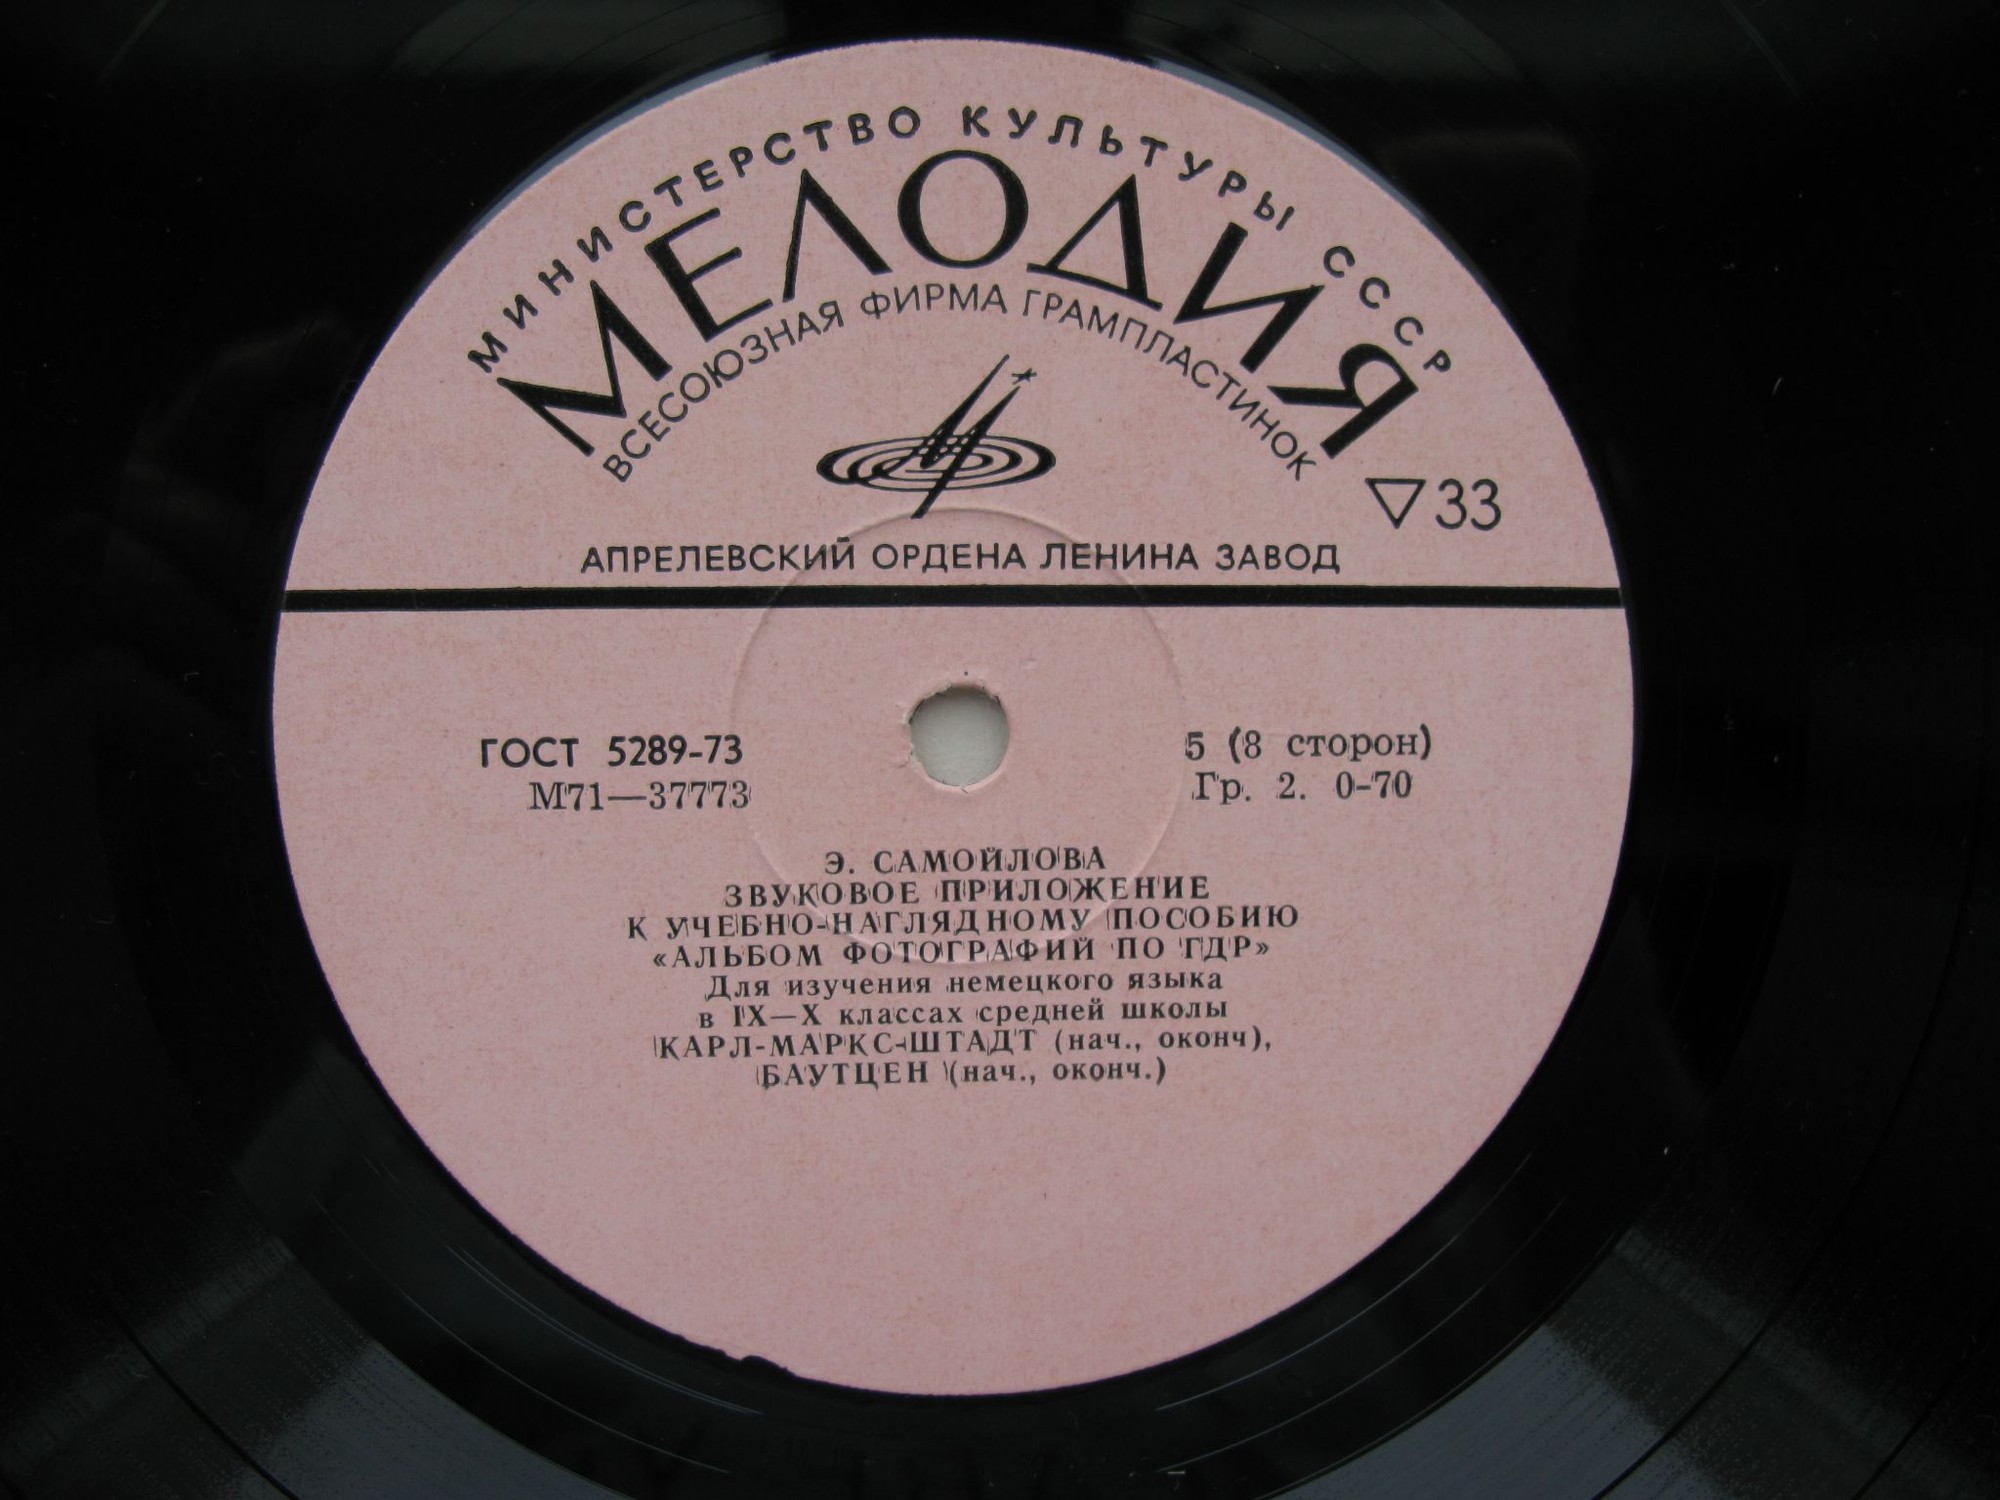 МИНИСТЕРСТВО КУЛЬТУРЫ СССР
МЕЛОДИЯ
ВСЕСОЮЗНАЯ ФИРМА ГРАМПЛАСТИНОК
▽33
АПРЕЛЕВСКИЙ ОРДЕНА ЛЕНИНА ЗАВОД
ГОСТ 5289-73
М71—37773
5 (8 сторон)
Гр. 2. 0-70
Э. САМОЙЛОВА
ЗВУКОВОЕ ПРИЛОЖЕНИЕ
К УЧЕБНО-НАГЛЯДНОМУ ПОСОБИЮ
«АЛЬБОМ ФОТОГРАФИЙ ПО ГДР»
Для изучения немецкого языка
в IX—X классах средней школы
КАРЛ-МАРКС-ШТАДТ (нач., оконч),
БАУТЦЕН (нач., оконч.)